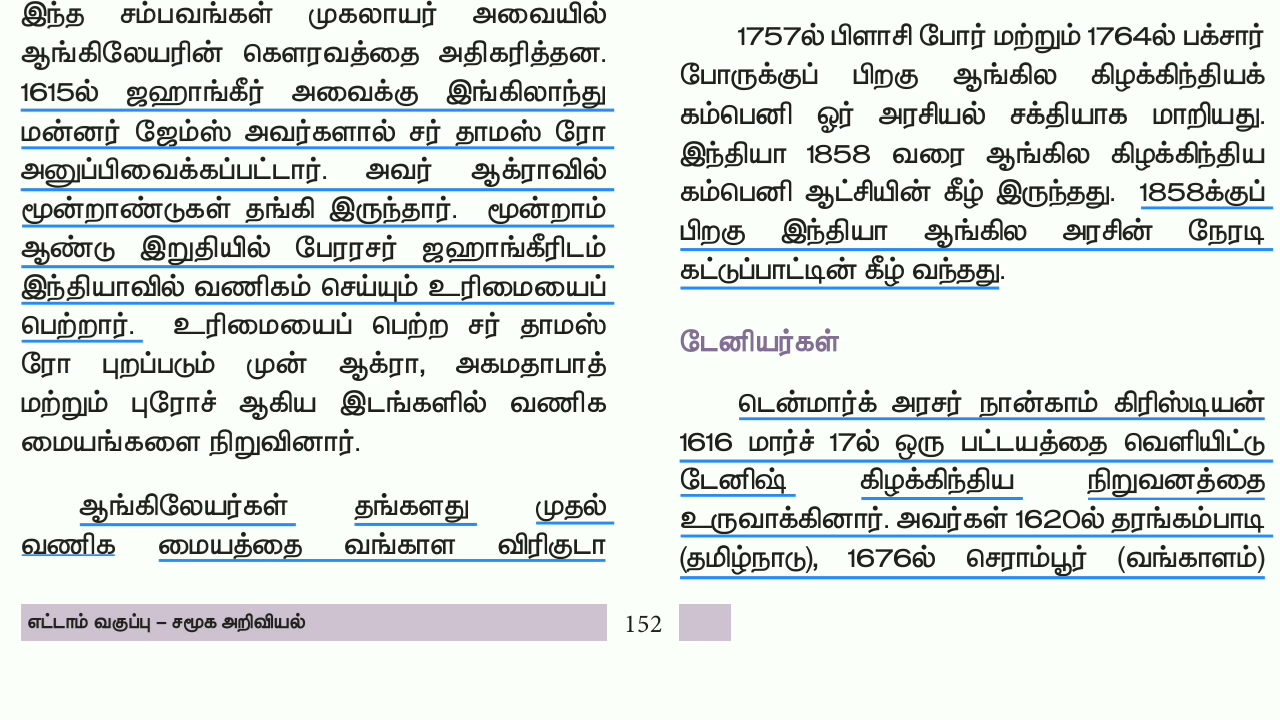 இந்த சம்பவங்கள் முகலாயர் அவையில்
ஆங்கிலேயரின் கௌரவத்தை அதிகரித்தன.
1615ல் ஜஹாங்கீர் அவைக்கு இங்கிலாந்து
மன்னர் ஜேம்ஸ் அவர்களால் சர் தாமஸ் ரோ
அனுப்பிவைக்கப்பட்டார். அவர் ஆக்ராவில்
மூன்றாண்டுகள் தங்கி இருந்தார். மூன்றாம்
ஆண்டு இறுதியில் பேரரசர் ஜஹாங்கீரிடம்
இந்தியாவில் வணிகம் செய்யும் உரிமையைப்
பெற்றார். உரிமையைப் பெற்ற சர் தாமஸ்
ரோ புறப்படும் முன் ஆக்ரா, அகமதாபாத்
மற்றும் புரோச் ஆகிய இடங்களில் வணிக
மையங்களை நிறுவினார்.
ஆங்கிலேயர்கள் தங்களது முதல்
வணிக மையத்தை வங்காள விரிகுடா
1757ல் பிளாசி போர் மற்றும் 1764ல் பக்சார்
போருக்குப் பிறகு ஆங்கில கிழக்கிந்தியக்
கம்பெனி ஓர் அரசியல் சக்தியாக மாறியது.
இந்தியா 1858 வரை ஆங்கில கிழக்கிந்திய
கம்பெனி ஆட்சியின் கீழ் இருந்தது. 1858க்குப்
பிறகு இந்தியா ஆங்கில அரசின் நேரடி
கட்டுப்பாட்டின் கீழ் வந்தது.
டேனியர்கள்
டென்மார்க் அரசர் நான்காம் கிரிஸ்டியன்
1616 மார்ச் 17ல் ஒரு பட்டயத்தை வெளியிட்டு
டேனிஷ் கிழக்கிந்திய நிறுவனத்தை
உருவாக்கினார். அவர்கள் 1620ல் தரங்கம்பாடி
(தமிழ்நாடு), 1676ல் செராம்பூர் (வங்காளம்)
எட்டாம் வகுப்பு – சமூக அறிவியல்
152